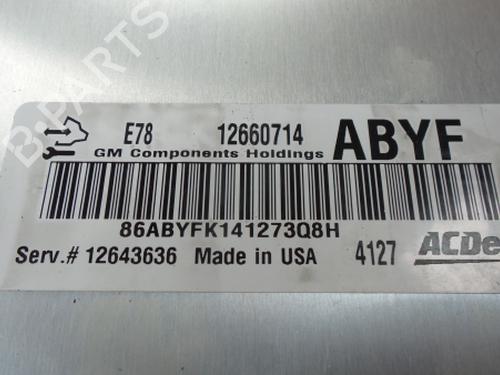 B-PARTS
E78 12660714 ABYF
GM Components Holdings
86ABYFK141273Q8H
Serv.# 12643636 Made in USA 4127 ACDe